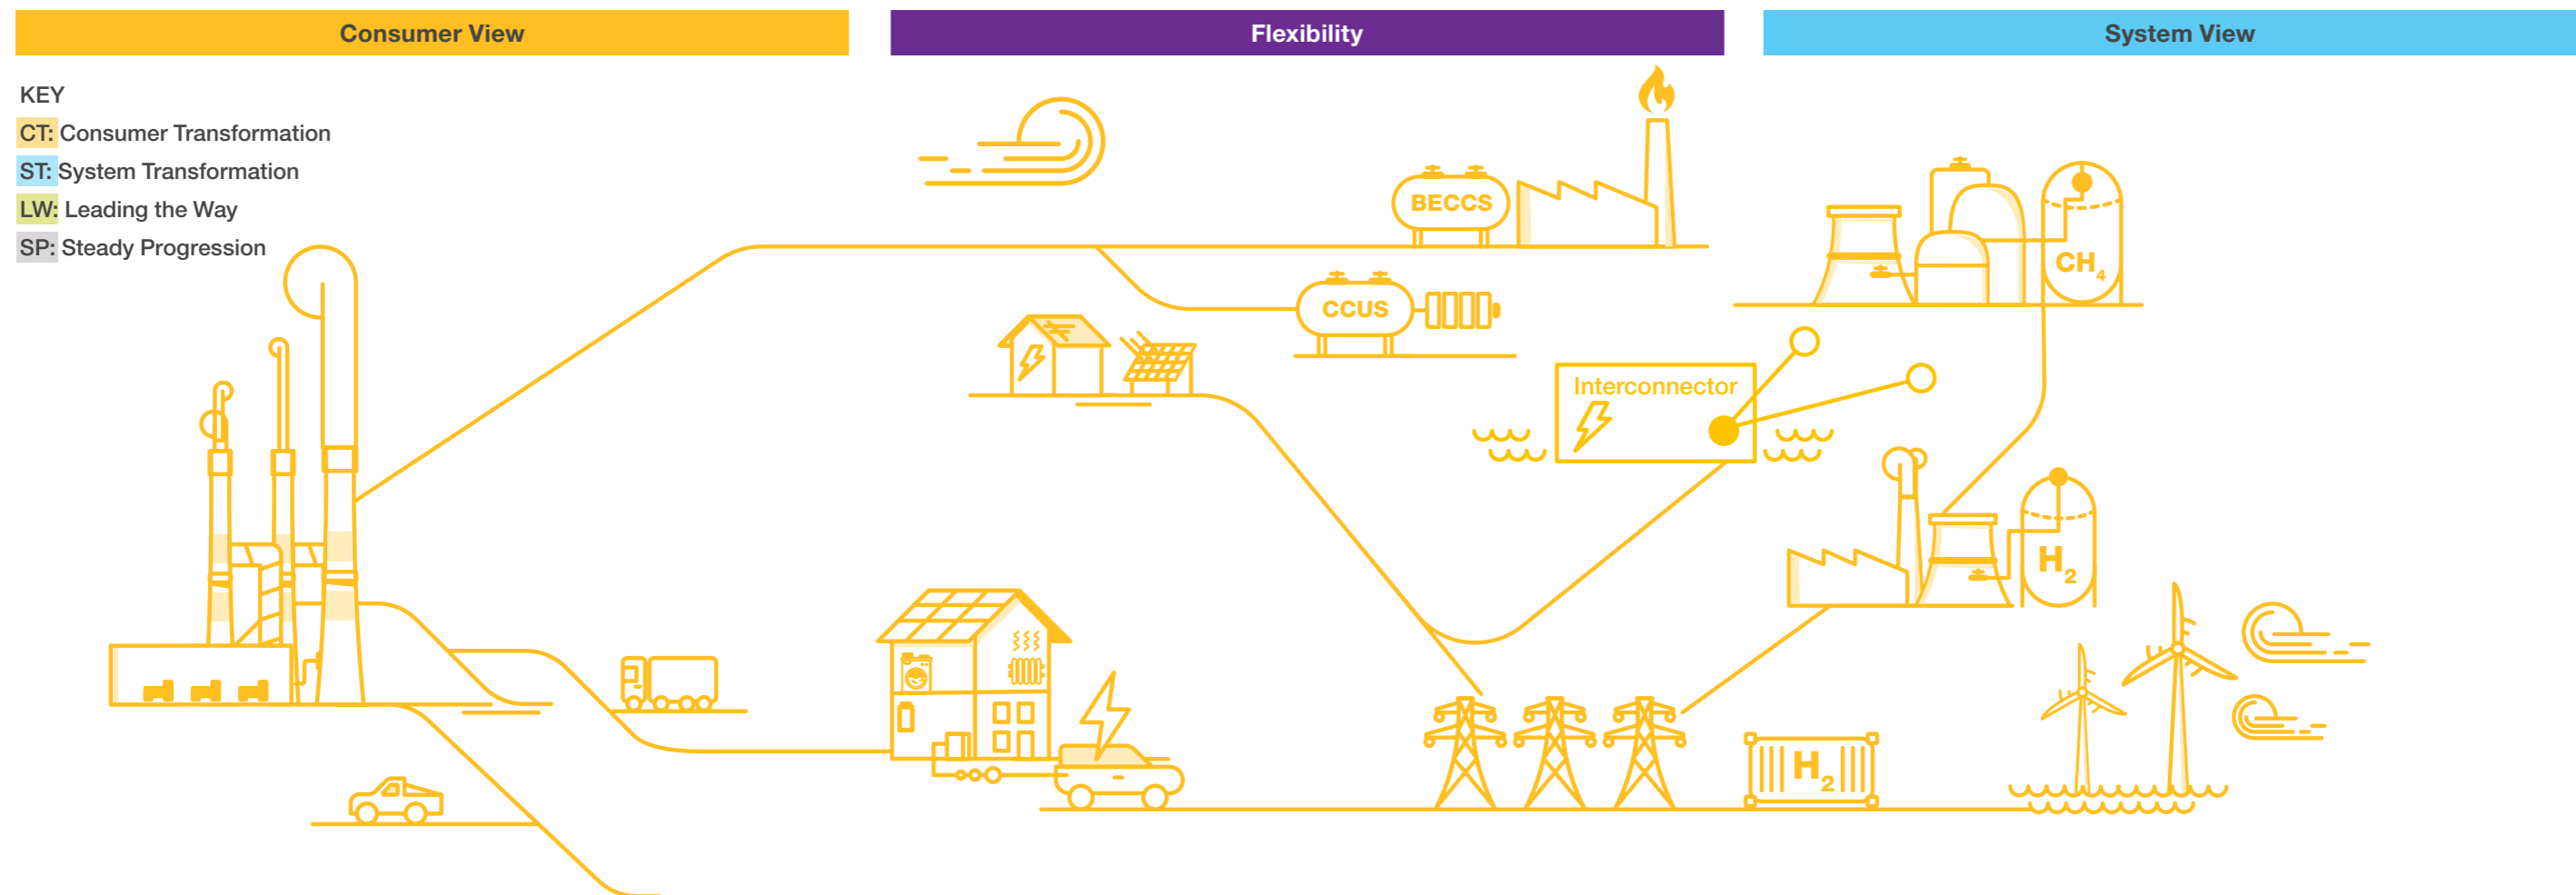 Consumer View
Flexibility
System View
KEY
CT: Consumer Transformation
ST: System Transformation
LW: Leading the Way
SP: Steady Progression
BECCS
CH4
CCUS
Interconnector
H2
H2